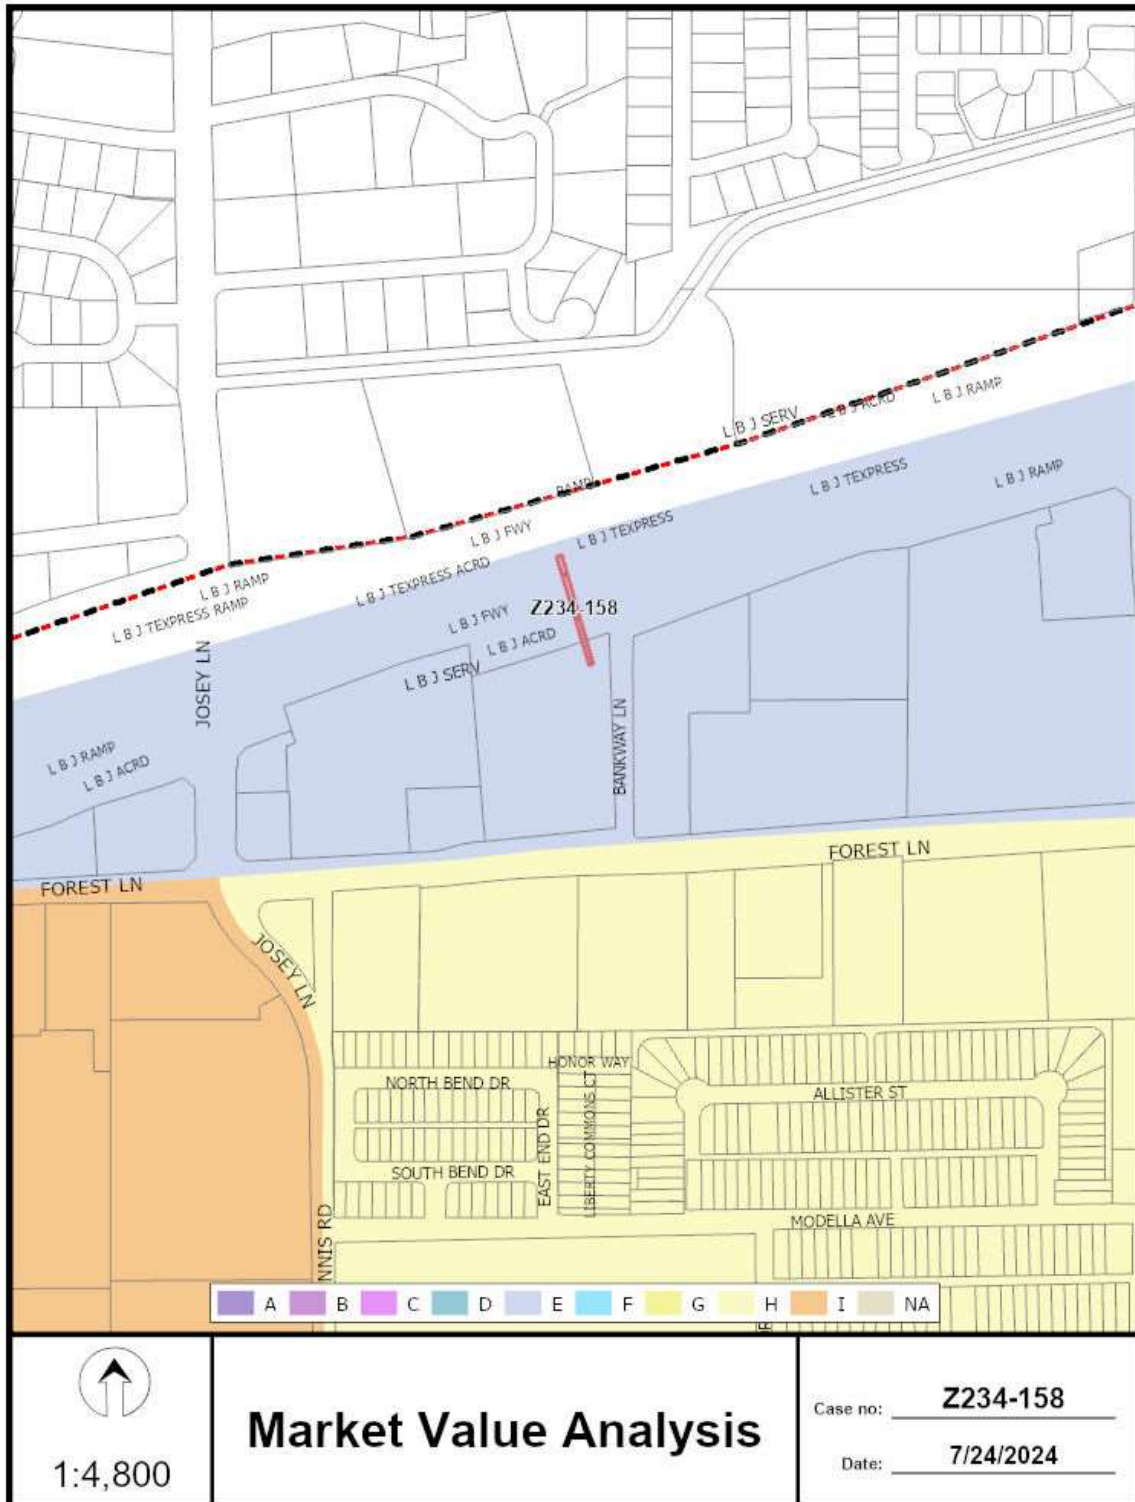 L B J SERV
L B J ACRD
L B J RAMP
RAMP
L B J FWY
L B J TEXPRESS
L B J TEXPRESS
L B J RAMP
L B J RAMP
L B J TEXPRESS RAMP
L B J TEXPRESS ACRD
L B J FWY
Z234-158
L B J ACRD
L B J SERV
JOSEY LN
BANKWAY LN
L B J RAMP
L B J ACRD
FOREST LN
FOREST LN
JOSEY LN
HONOR WAY
NORTH BEND DR
ALLISTER ST
EAST END DR
LIBERTY COMMONS CT
SOUTH BEND DR
MODELLA AVE
NNIS RD
DR
A B C D E F G H I NA
1:4,800
Market Value Analysis
Case no: Z234-158
Date: 7/24/2024